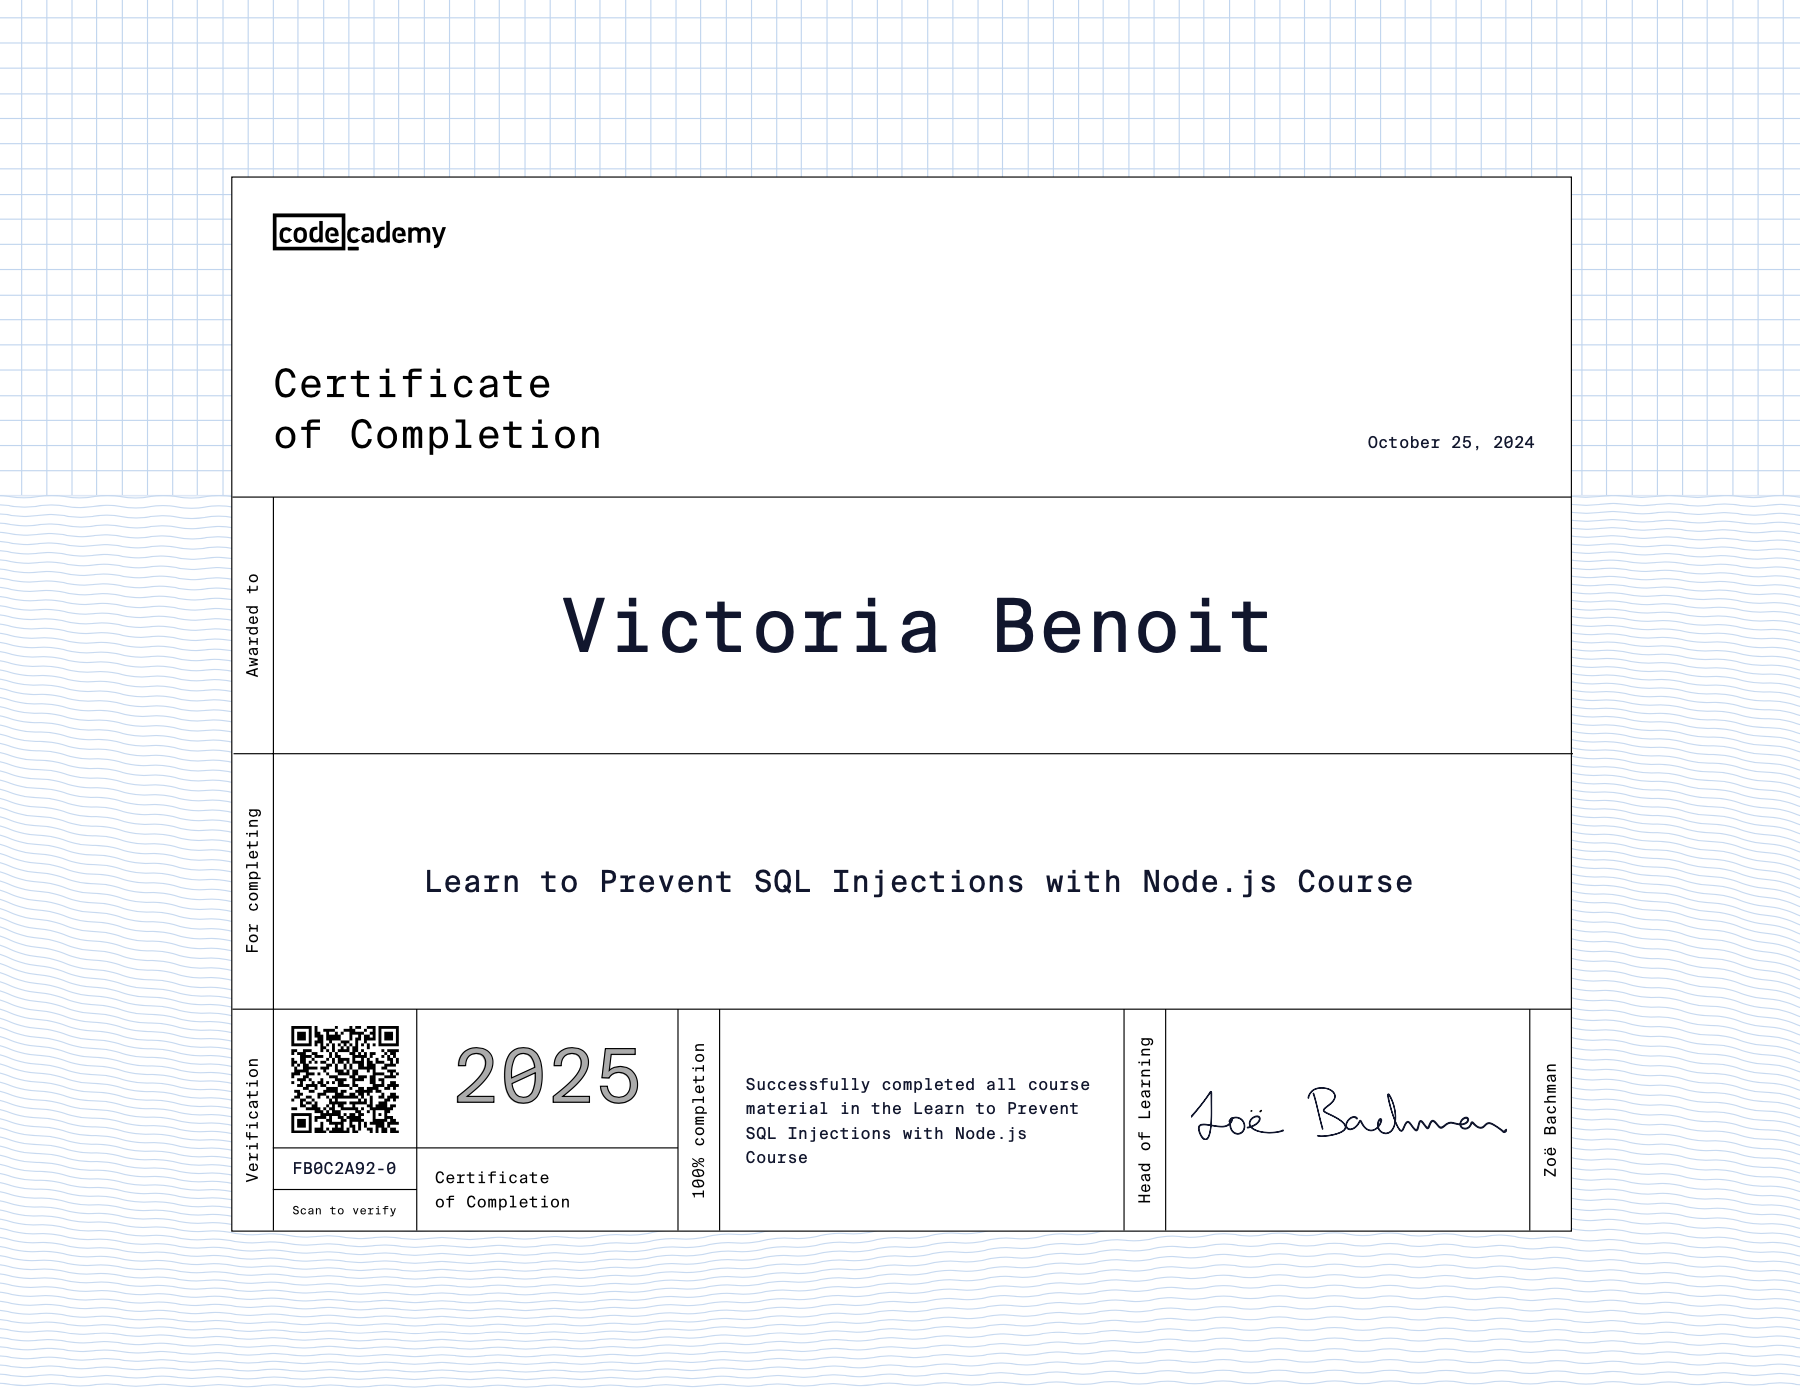 codecademy
Certificate
of Completion
October 25, 2024
Awarded to
Victoria Benoit
For completing
Learn to Prevent SQL Injections with Node.js Course
Verification
FB0C2A92-0
Scan to verify
2025
Certificate
of Completion
100% completion
Successfully completed all course
material in the Learn to Prevent
SQL Injections with Node.js
Course
Head of Learning
Zoë Bachman
Zoë Bachman